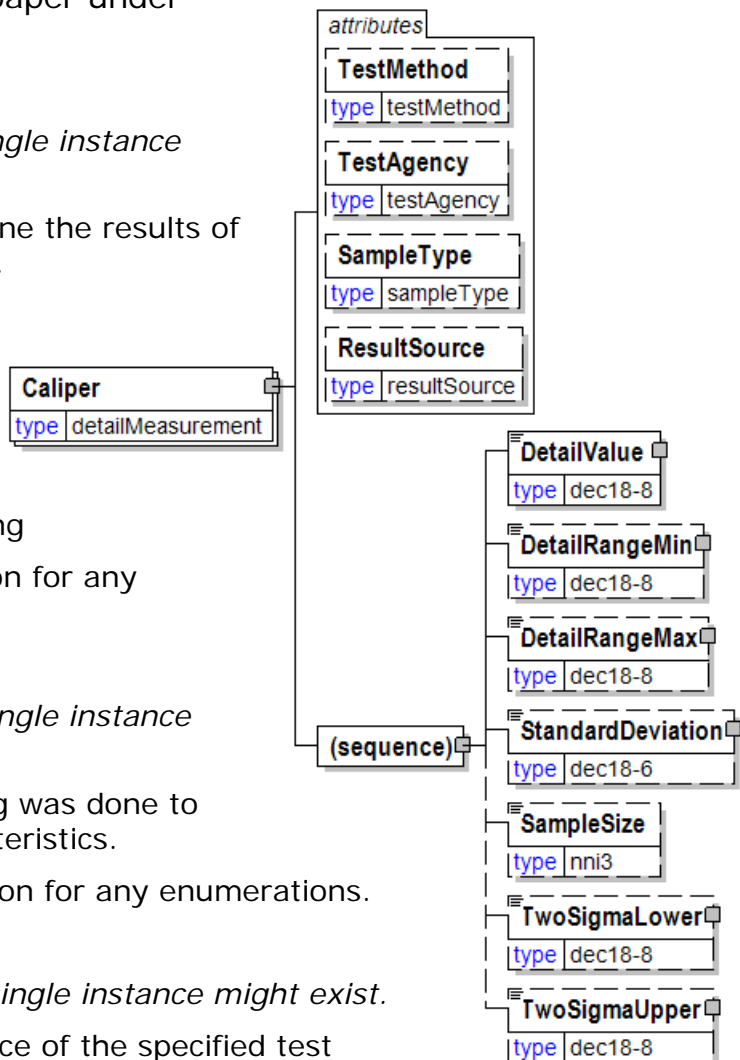 paper under
ngle instance
ne the results of
ng
on for any
ngle instance
g was done to
teristics.
on for any enumerations.
single instance might exist.
ce of the specified test
attributes
TestMethod
type testMethod
TestAgency
type testAgency
SampleType
type sampleType
ResultSource
type resultSource
Caliper
type detailMeasurement
(sequence)
DetailValue
type dec18-8
DetailRangeMin
type dec18-8
DetailRangeMax
type dec18-8
StandardDeviation
type dec18-6
SampleSize
type nni3
TwoSigmaLower
type dec18-8
TwoSigmaUpper
type dec18-8